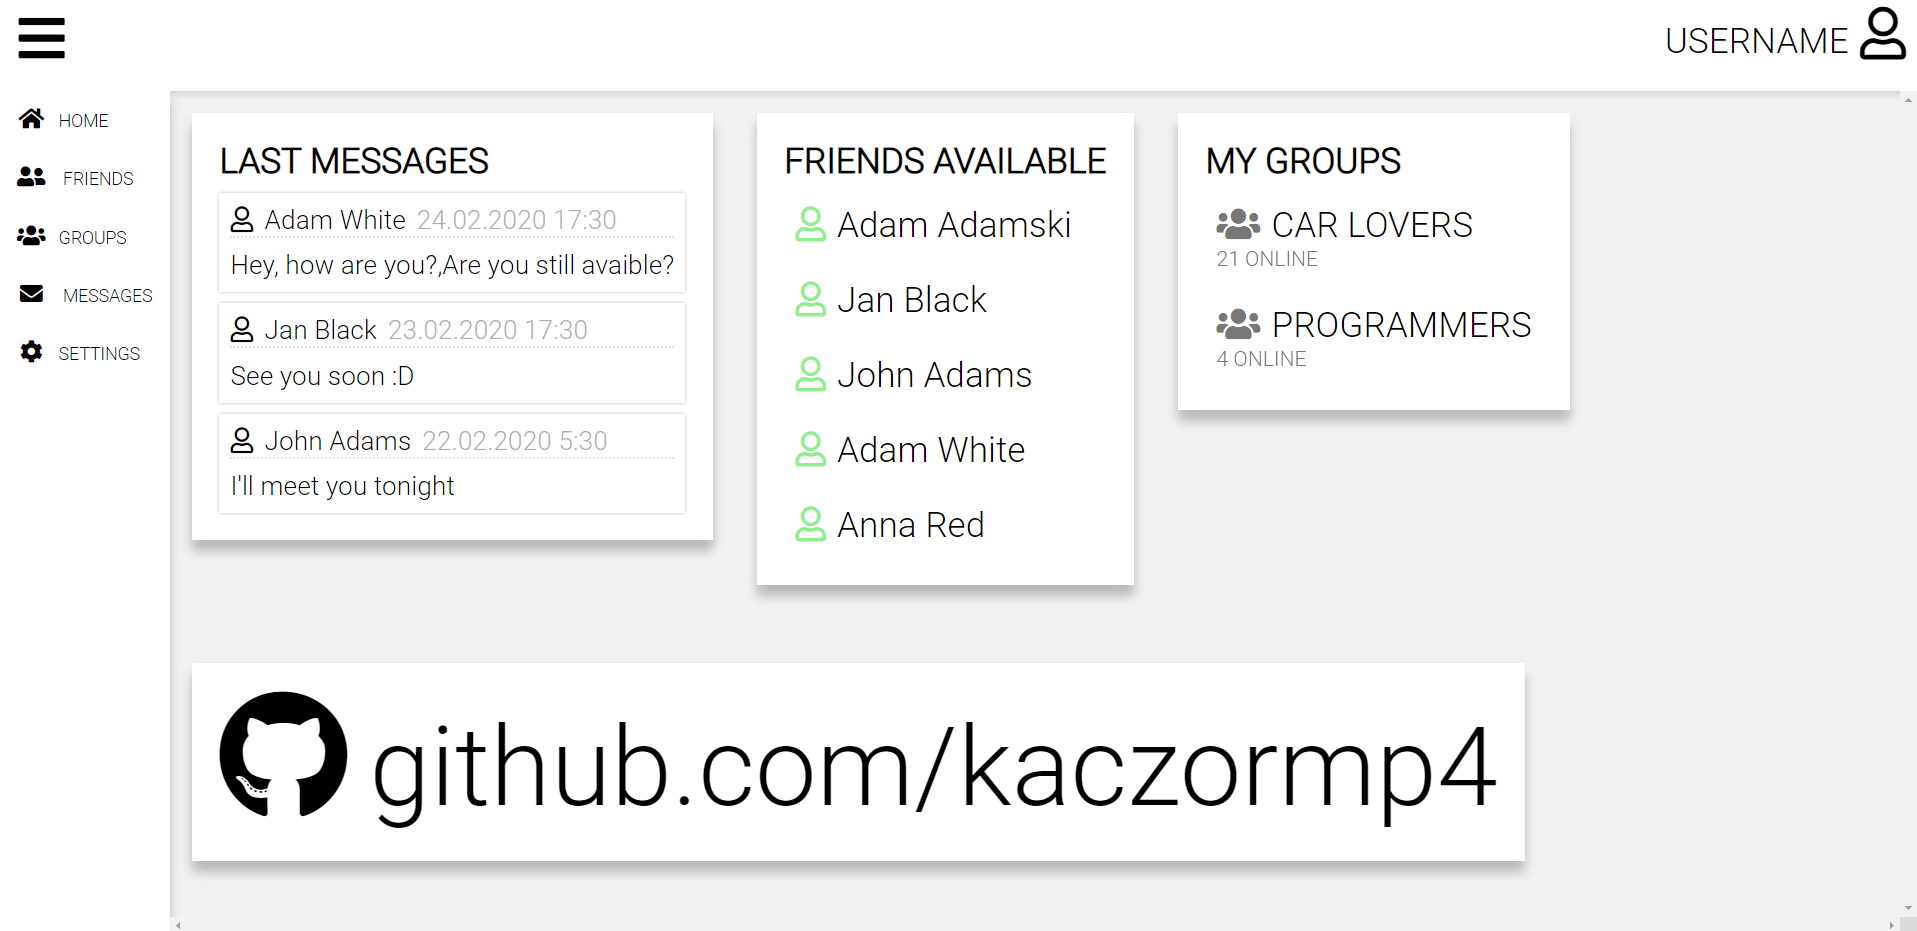 USERNAME
HOME
FRIENDS
GROUPS
MESSAGES
SETTINGS
LAST MESSAGES
Adam White 24.02.2020 17:30
Hey, how are you?,Are you still avaible?
Jan Black 23.02.2020 17:30
See you soon :D
John Adams 22.02.2020 5:30
I'll meet you tonight
FRIENDS AVAILABLE
Adam Adamski
Jan Black
John Adams
Adam White
Anna Red
MY GROUPS
CAR LOVERS
21 ONLINE
PROGRAMMERS
4 ONLINE
github.com/kaczormp4